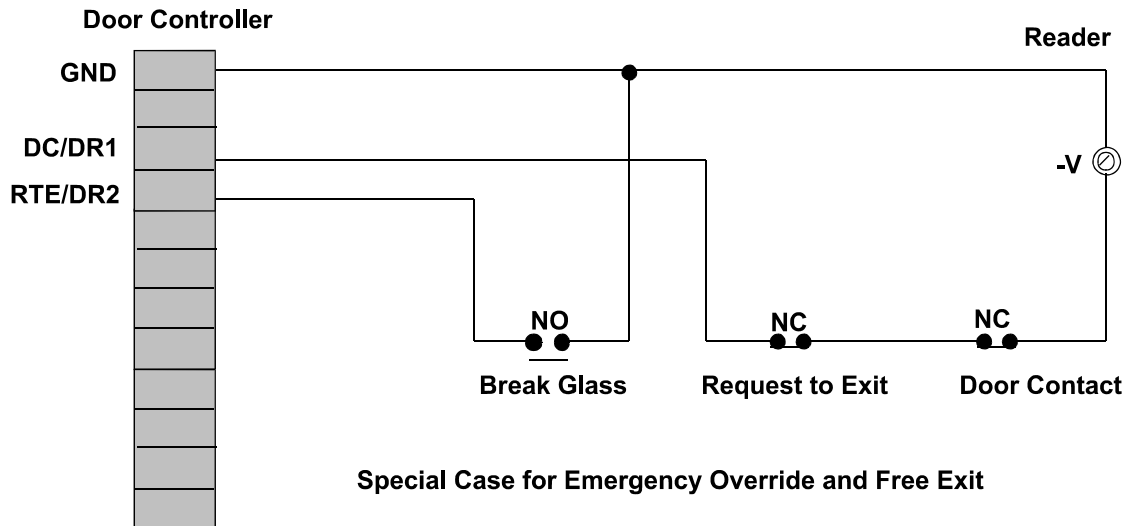 Door Controller
Reader
GND
DC/DR1
-V
RTE/DR2
NO
NC
NC
Break Glass
Request to Exit
Door Contact
Special Case for Emergency Override and Free Exit